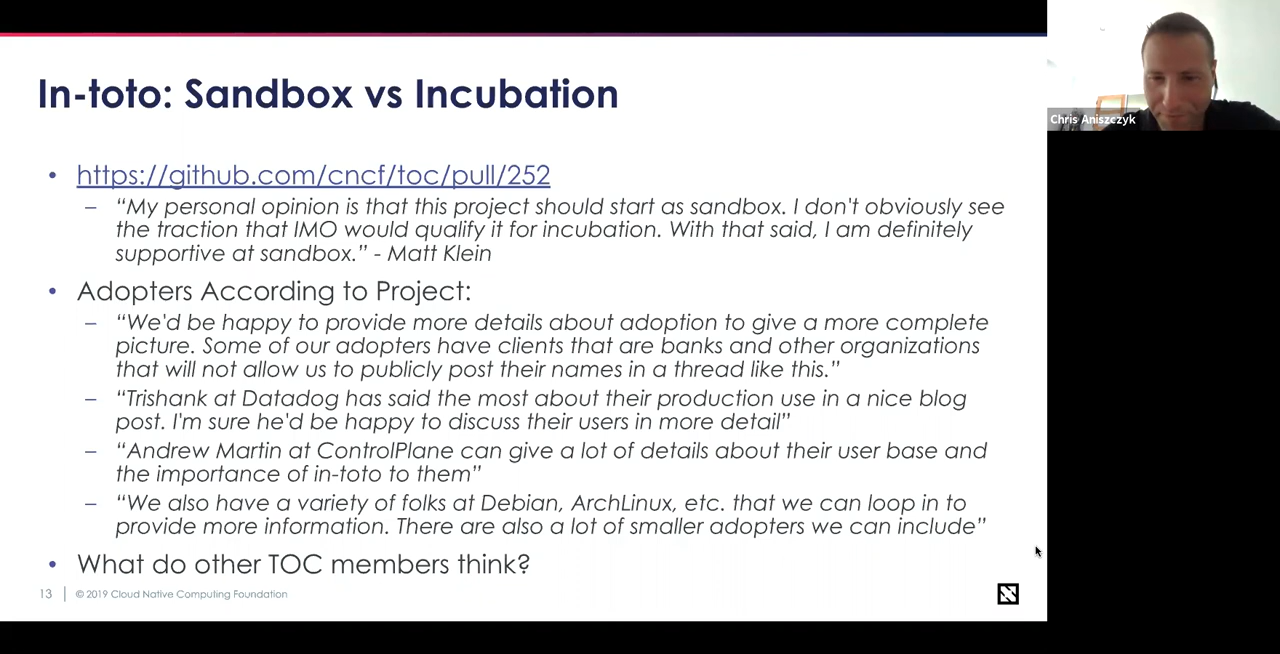 In-toto: Sandbox vs Incubation
Chris Aniszczyk
• https://github.com/cncf/toc/pull/252
– “My personal opinion is that this project should start as sandbox. I don't obviously see
the traction that IMO would qualify it for incubation. With that said, I am definitely
supportive at sandbox.” - Matt Klein
• Adopters According to Project:
– “We'd be happy to provide more details about adoption to give a more complete
picture. Some of our adopters have clients that are banks and other organizations
that will not allow us to publicly post their names in a thread like this.”
– “Trishank at Datadog has said the most about their production use in a nice blog
post. I'm sure he'd be happy to discuss their users in more detail”
– “Andrew Martin at ControlPlane can give a lot of details about their user base and
the importance of in-toto to them”
– “We also have a variety of folks at Debian, ArchLinux, etc. that we can loop in to
provide more information. There are also a lot of smaller adopters we can include”
• What do other TOC members think?
13 | © 2019 Cloud Native Computing Foundation